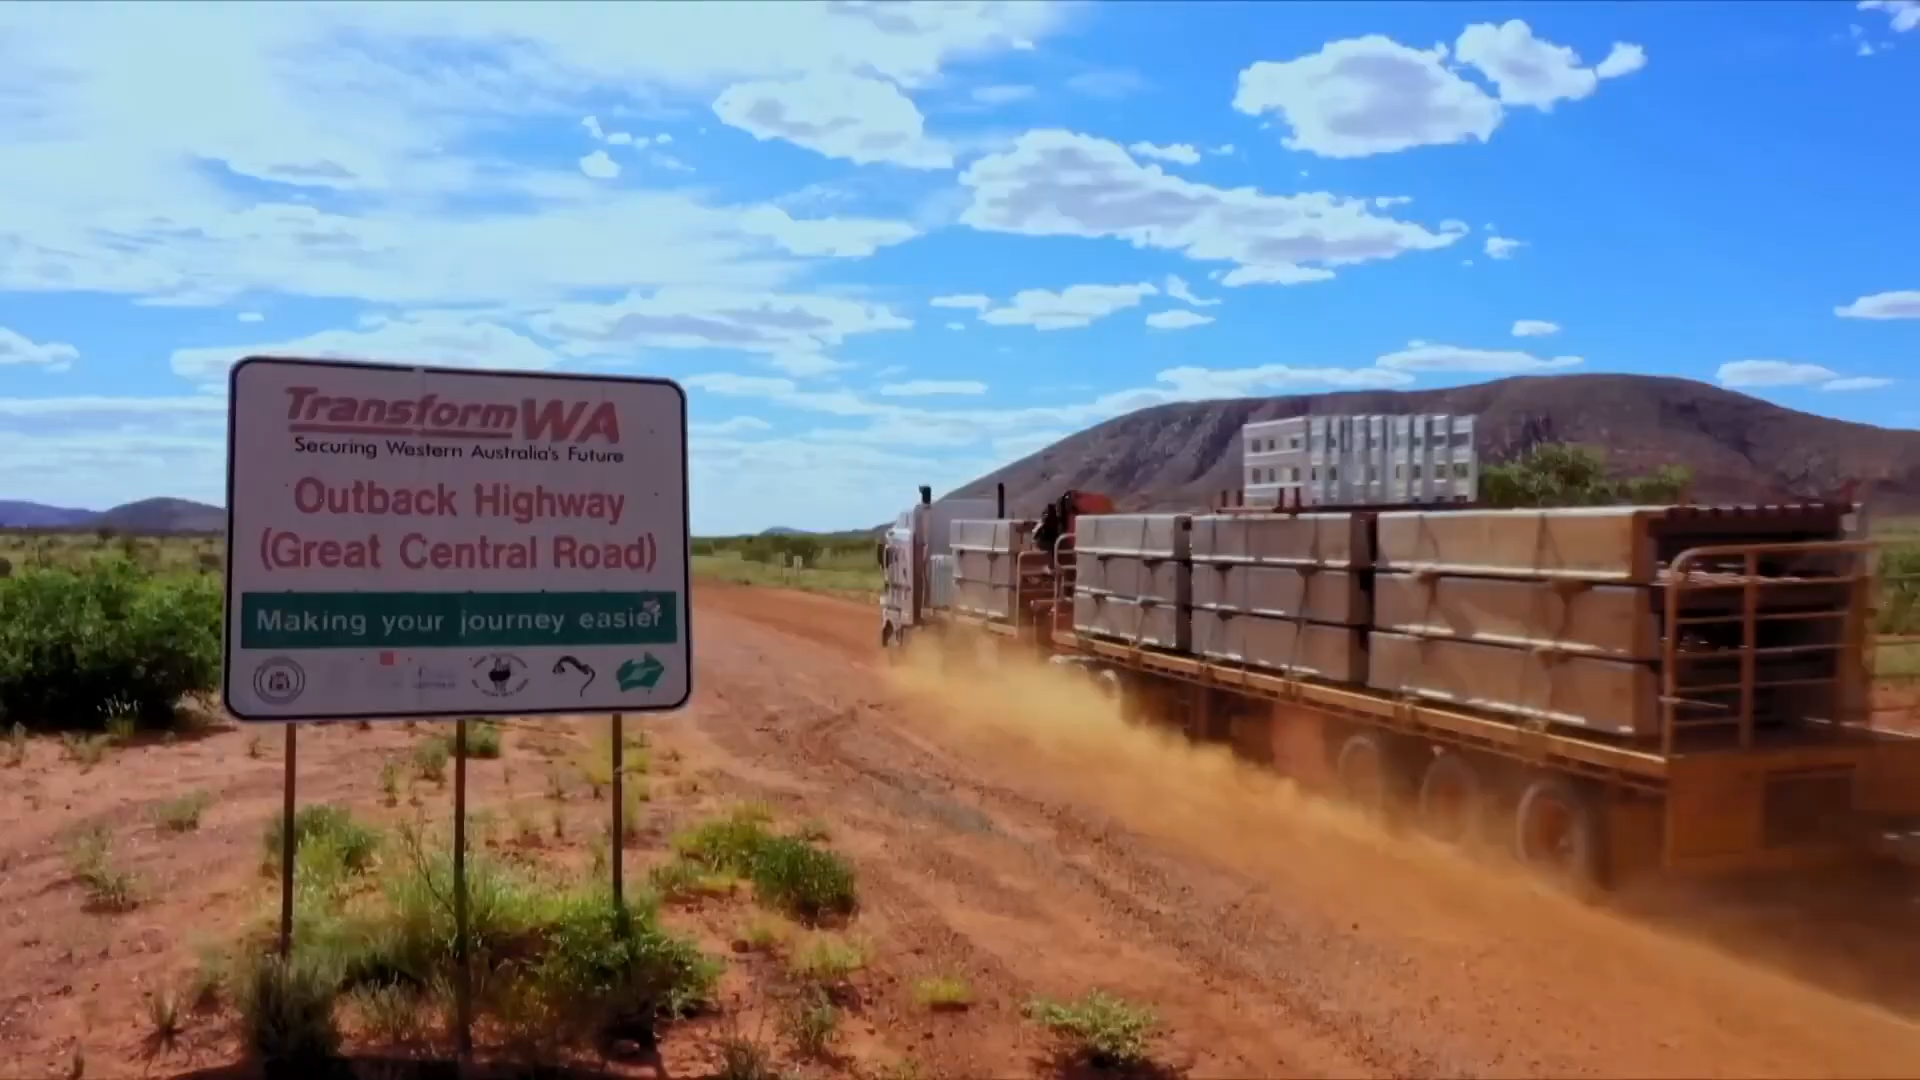 TransformWA
Securing Western Australia's Future
Outback Highway
(Great Central Road)
Making your journey easier